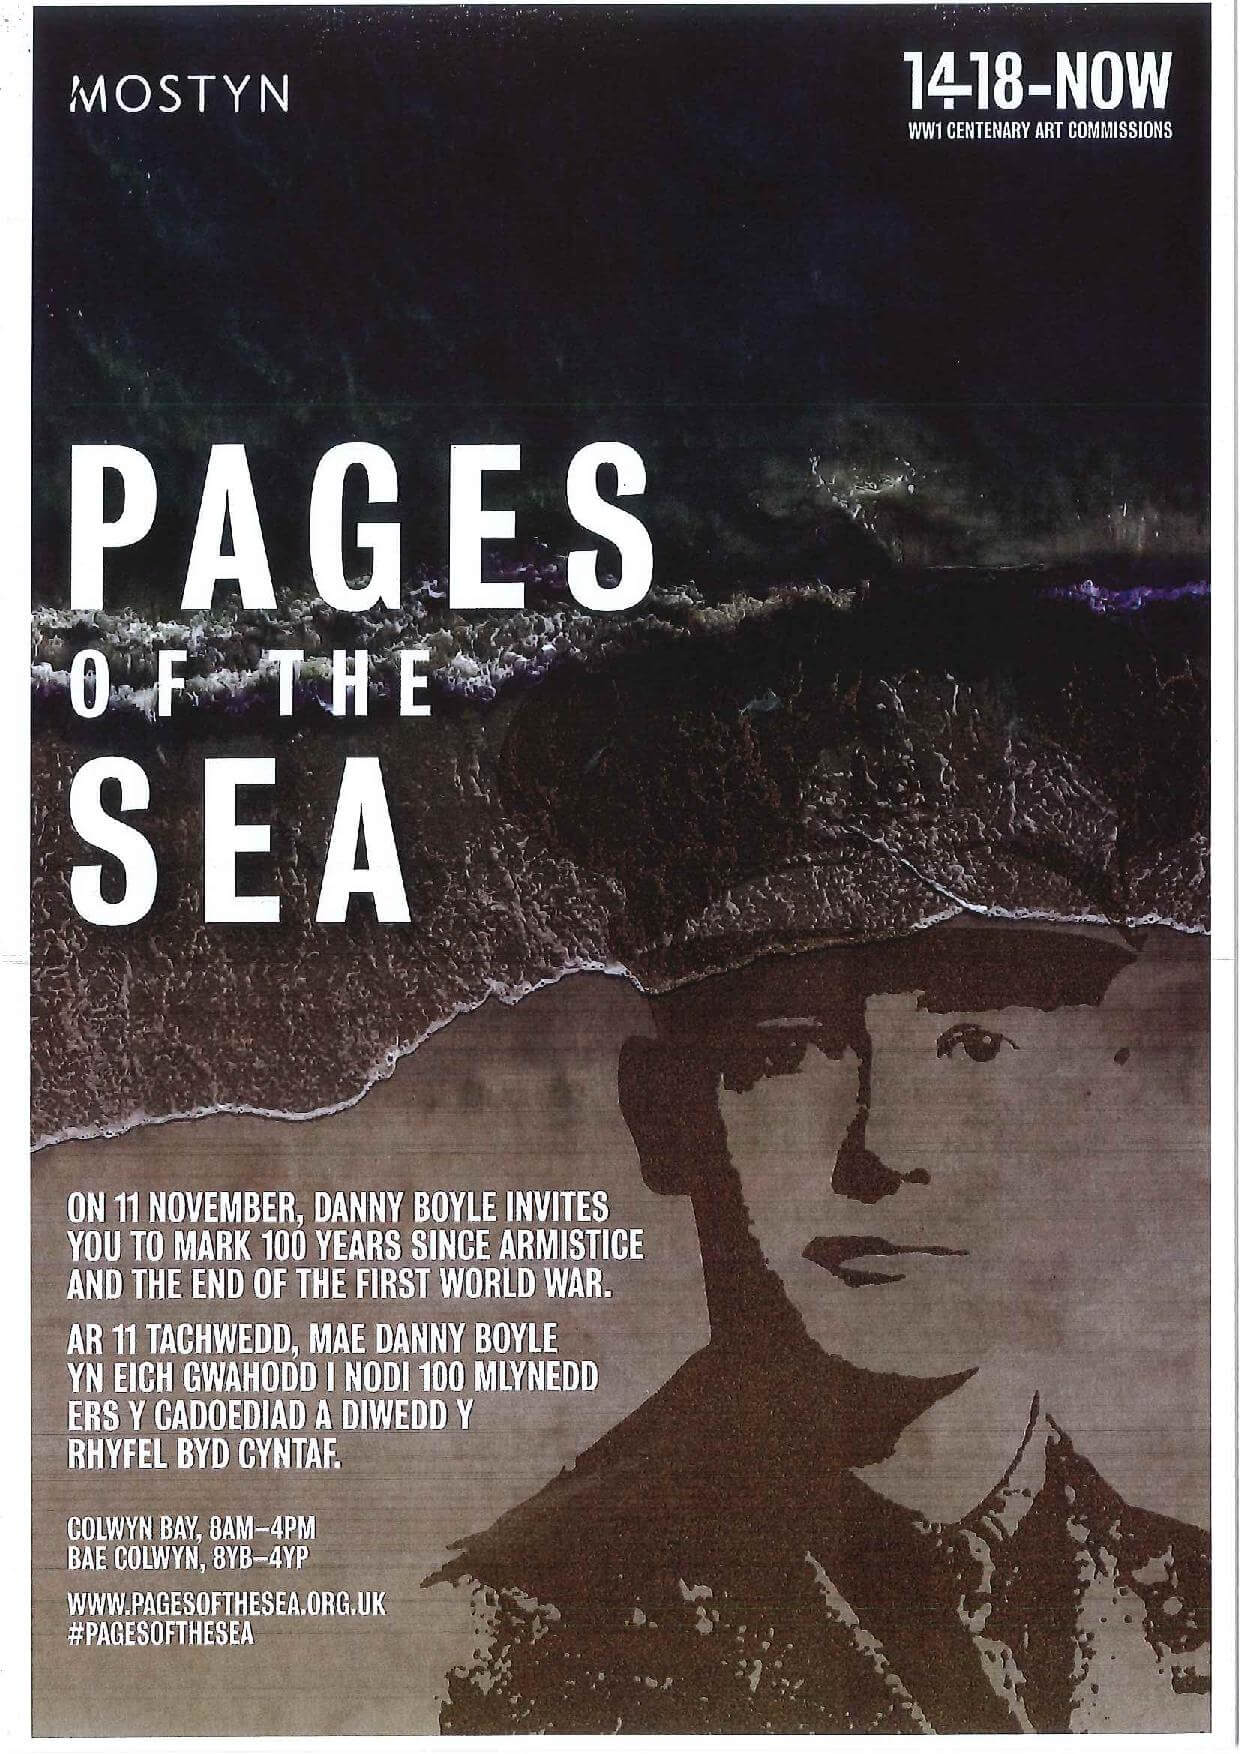 MOSTYN
14-18-NOW
WW1 CENTENARY ART COMMISSIONS
PAGES
OF THE
SEA
ON 11 NOVEMBER, DANNY BOYLE INVITES
YOU TO MARK 100 YEARS SINCE ARMISTICE
AND THE END OF THE FIRST WORLD WAR.
AR 11 TACHWEDD, MAE DANNY BOYLE
YN EICH GWAHODD I NODI 100 MLYNEDD
ERS Y CADOEDIAD A DIWEDD Y
RHYFEL BYD CYNTAF.
COLWYN BAY, 8AM–4PM
BAE COLWYN, 8YB–4YP
WWW.PAGESOFTHESEA.ORG.UK
#PAGESOFTHESEA